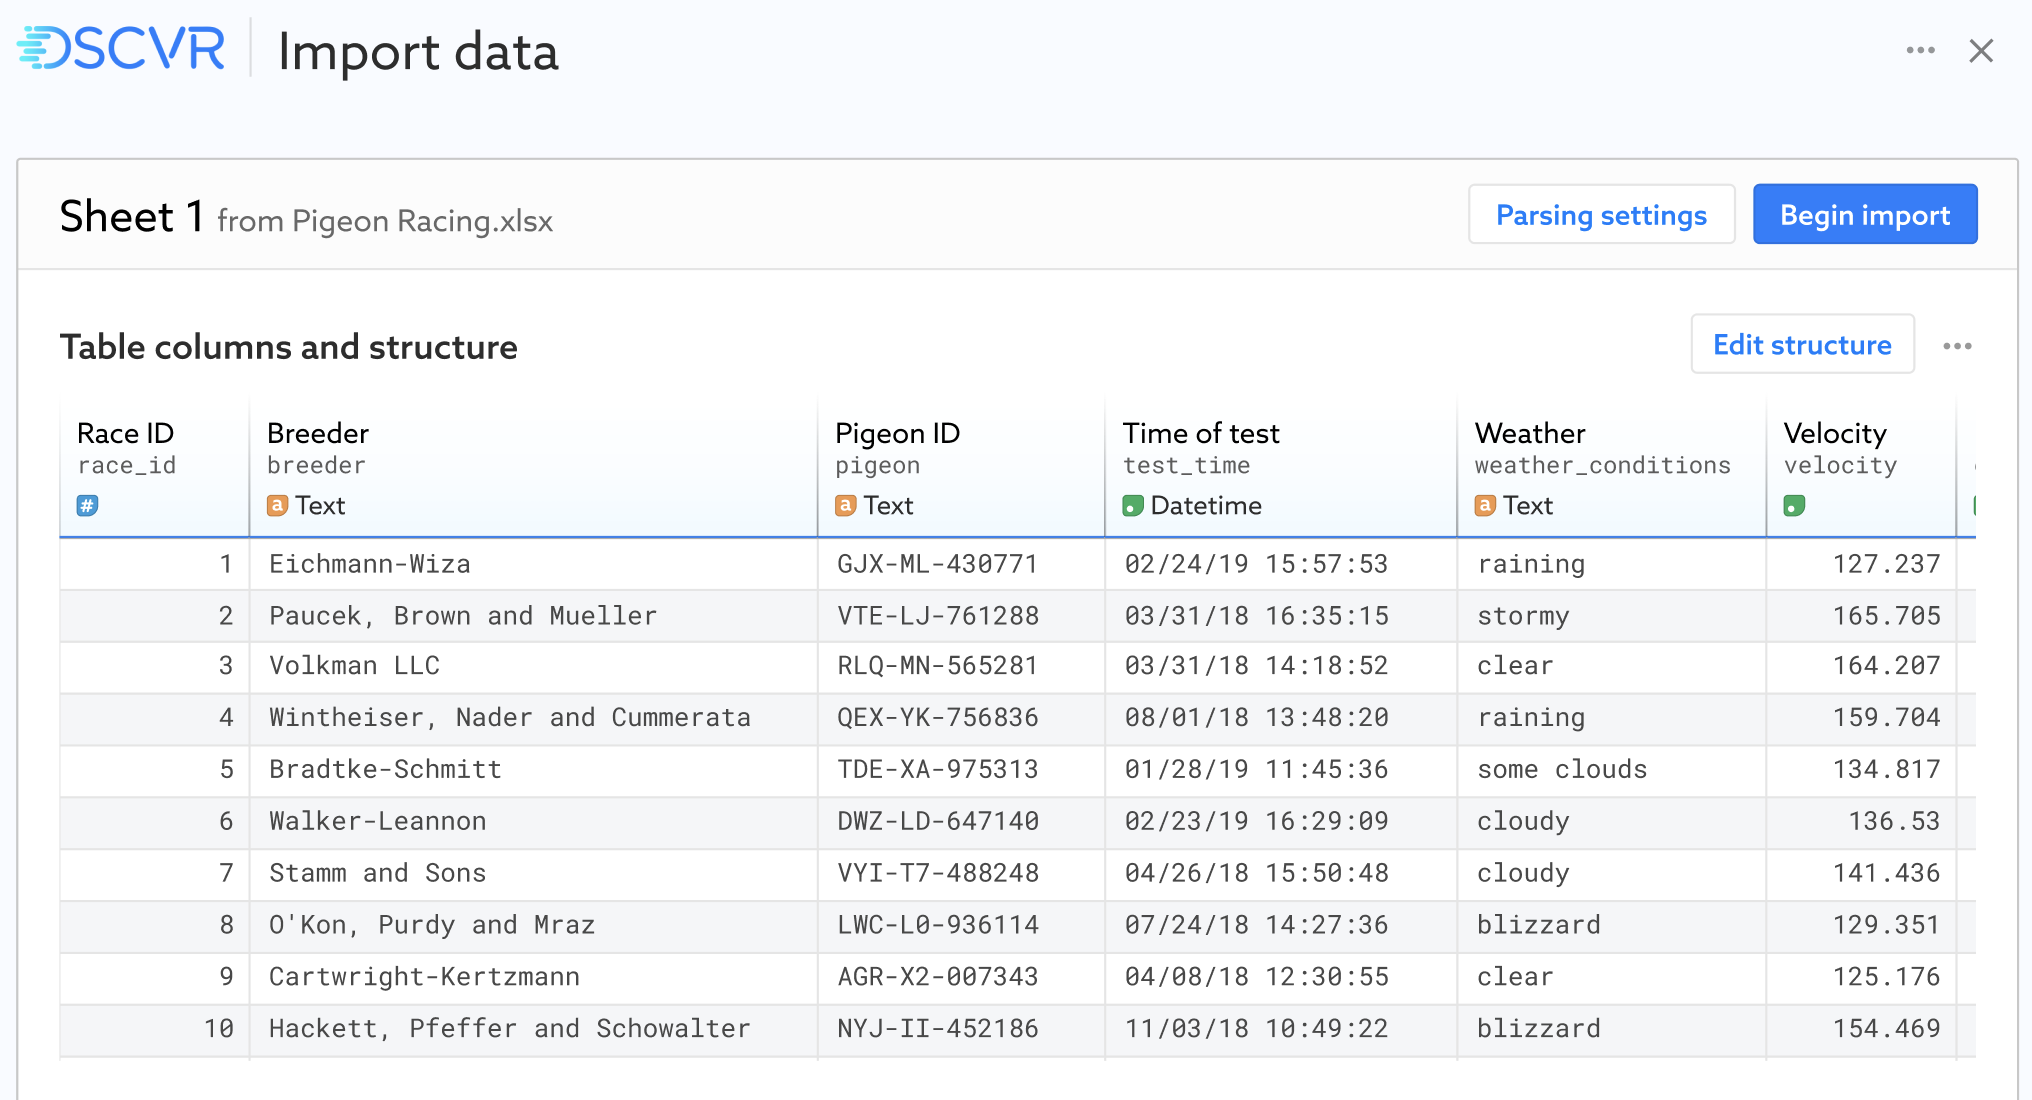 DSCVR Import data
Sheet 1 from Pigeon Racing.xlsx Parsing settings Begin import
Table columns and structure Edit structure
Race ID Breeder Pigeon ID Time of test Weather Velocity
race_id breeder pigeon test_time weather_conditions velocity
# a Text a Text Datetime a Text
1 Eichmann-Wiza GJX-ML-430771 02/24/19 15:57:53 raining 127.237
2 Paucek, Brown and Mueller VTE-LJ-761288 03/31/18 16:35:15 stormy 165.705
3 Volkman LLC RLQ-MN-565281 03/31/18 14:18:52 clear 164.207
4 Wintheiser, Nader and Cummerata QEX-YK-756836 08/01/18 13:48:20 raining 159.704
5 Bradtke-Schmitt TDE-XA-975313 01/28/19 11:45:36 some clouds 134.817
6 Walker-Leannon DWZ-LD-647140 02/23/19 16:29:09 cloudy 136.53
7 Stamm and Sons VYI-T7-488248 04/26/18 15:50:48 cloudy 141.436
8 O'Kon, Purdy and Mraz LWC-L0-936114 07/24/18 14:27:36 blizzard 129.351
9 Cartwright-Kertzmann AGR-X2-007343 04/08/18 12:30:55 clear 125.176
10 Hackett, Pfeffer and Schowalter NYJ-II-452186 11/03/18 10:49:22 blizzard 154.469